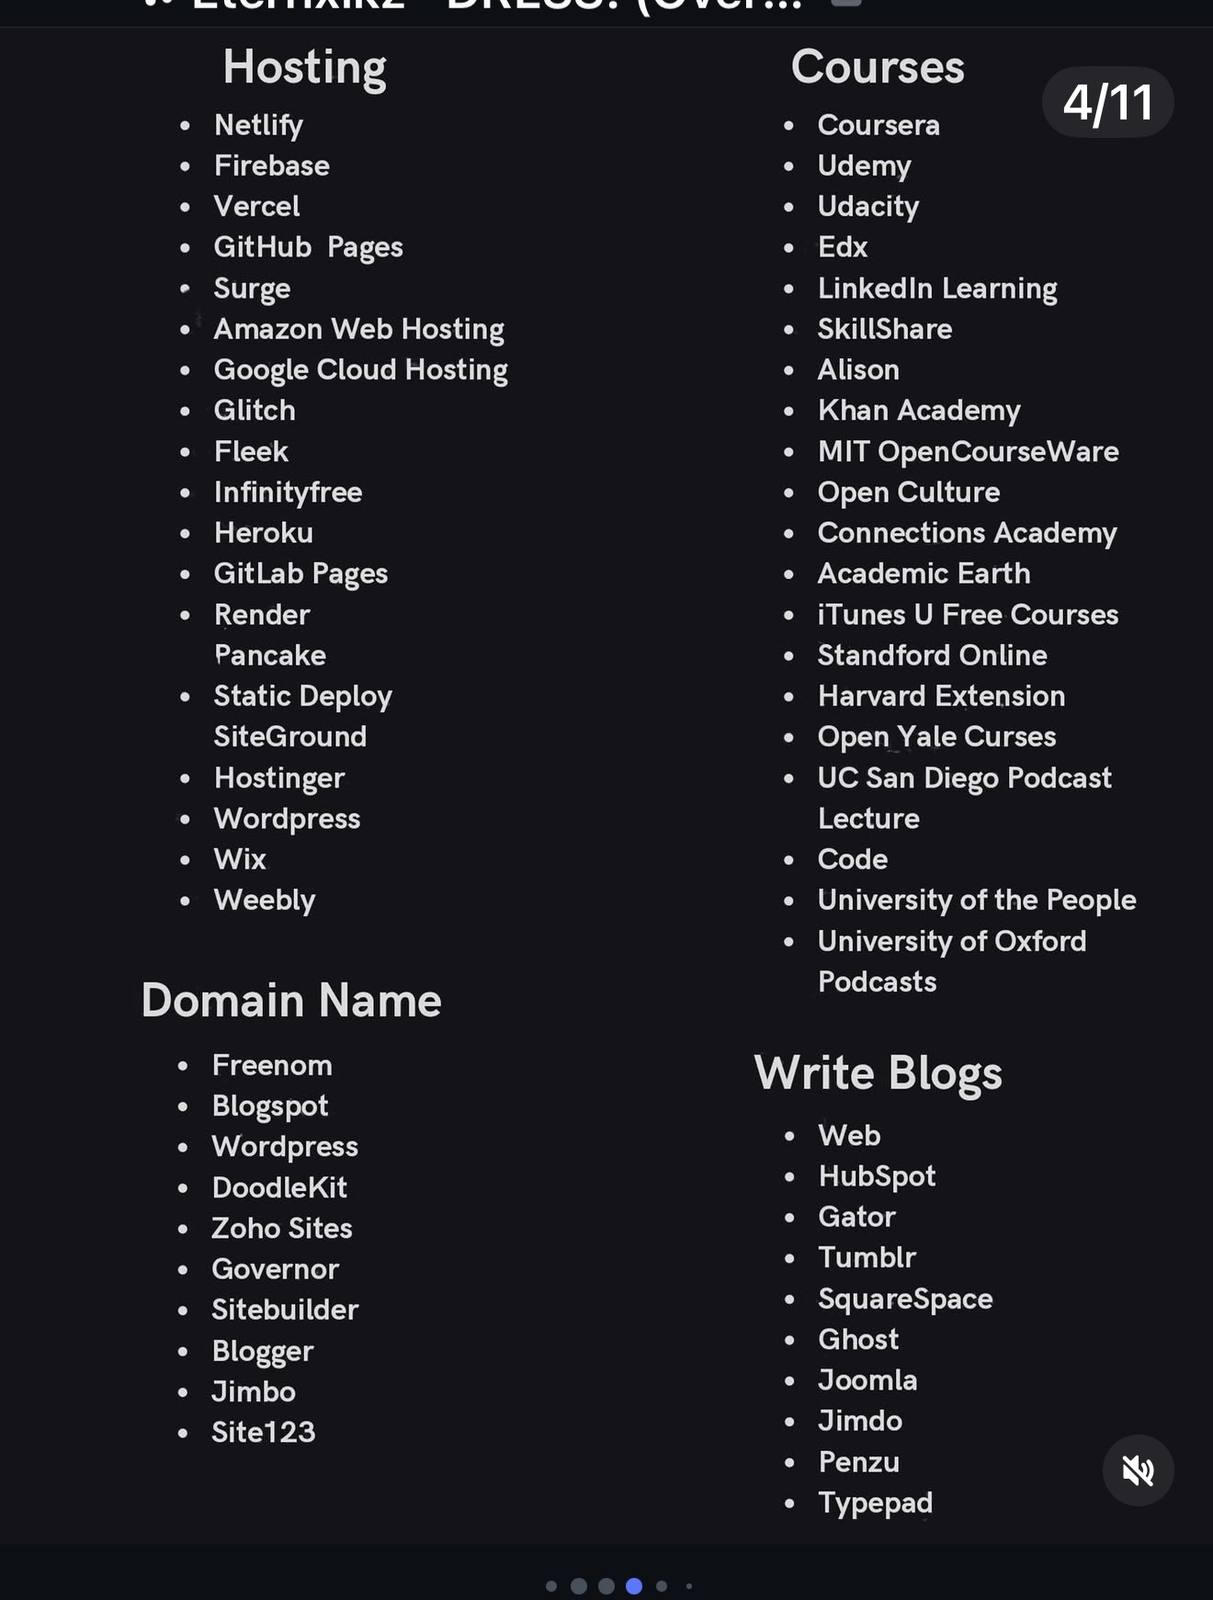 Hosting
Netlify
Firebase
Vercel
GitHub Pages
Surge
Amazon Web Hosting
Google Cloud Hosting
Glitch
Fleek
Infinityfree
Heroku
GitLab Pages
Render
Pancake
Static Deploy
SiteGround
Hostinger
Wordpress
Wix
Weebly
Domain Name
Freenom
Blogspot
Wordpress
DoodleKit
Zoho Sites
Governor
Sitebuilder
Blogger
Jimbo
Site123
Courses
4/11
Coursera
Udemy
Udacity
Edx
LinkedIn Learning
SkillShare
Alison
Khan Academy
MIT OpenCourseWare
Open Culture
Connections Academy
Academic Earth
iTunes U Free Courses
Standford Online
Harvard Extension
Open Yale Curses
UC San Diego Podcast
Lecture
Code
University of the People
University of Oxford
Podcasts
Write Blogs
Web
HubSpot
Gator
Tumblr
SquareSpace
Ghost
Joomla
Jimdo
Penzu
Typepad